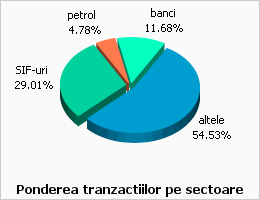 petrol
4.78%
banci
11.68%
SIF-uri
29.01%
altele
54.53%
Ponderea tranzactiilor pe sectoare